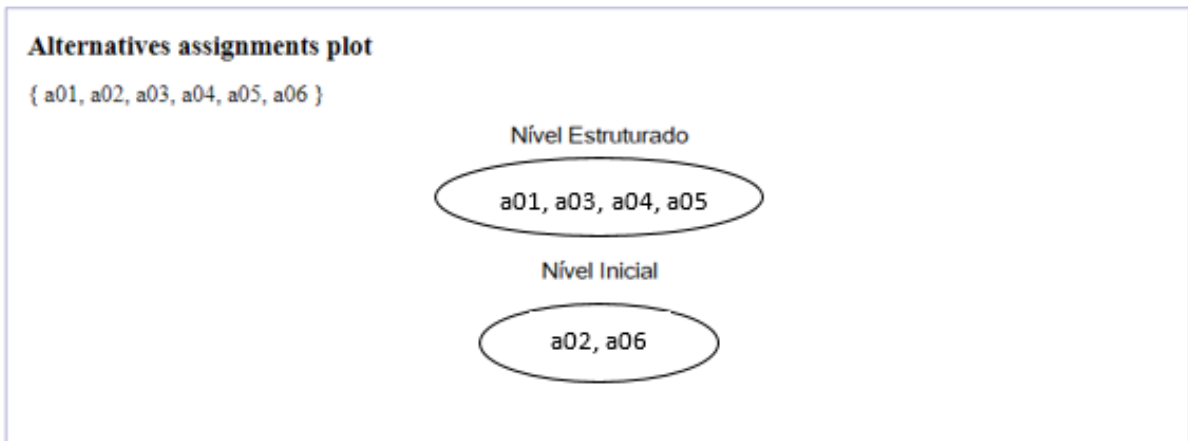 Alternatives assignments plot
{ a01, a02, a03, a04, a05, a06 }
Nível Estruturado
a01, a03, a04, a05
Nível Inicial
a02, a06